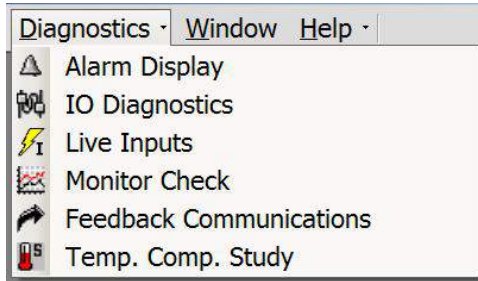 Diagnostics Window Help
Alarm Display
IO Diagnostics
Live Inputs
Monitor Check
Feedback Communications
Temp. Comp. Study